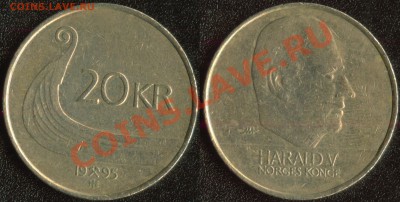 COINS.LAVE.RU
20 KR
1995
HARALD V
NORGES KONGE
COINS.LAVE.RU